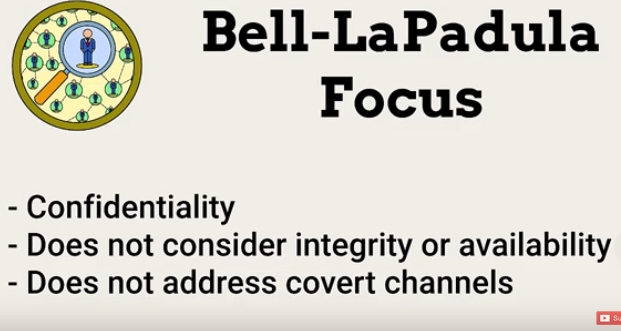 Bell-LaPadula
Focus
- Confidentiality
- Does not consider integrity or availability
- Does not address covert channels